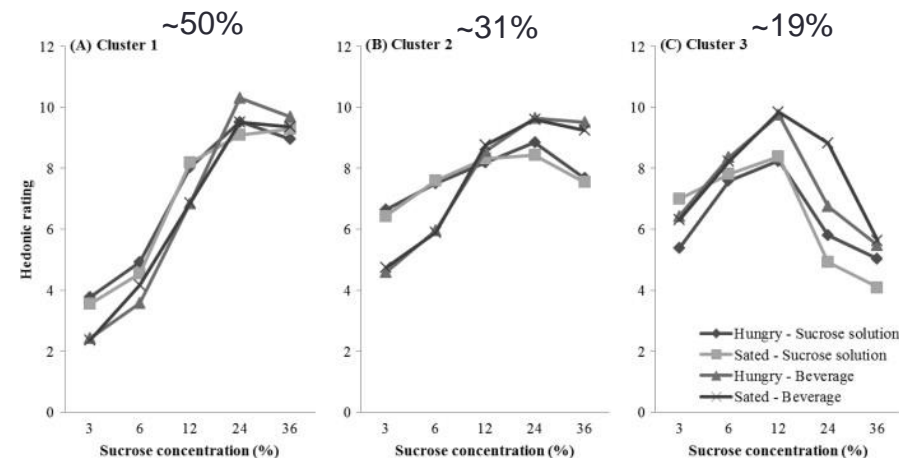 ~50%
~31%
~19%
(A) Cluster 1
(B) Cluster 2
(C) Cluster 3
Hedonic rating
12
10
8
6
4
2
0
12
10
8
6
4
2
0
12
10
8
6
4
2
0
Hungry - Sucrose solution
Sated - Sucrose solution
Hungry - Beverage
Sated - Beverage
3 6 12 24 36
3 6 12 24 36
3 6 12 24 36
Sucrose concentration (%)
Sucrose concentration (%)
Sucrose concentration (%)